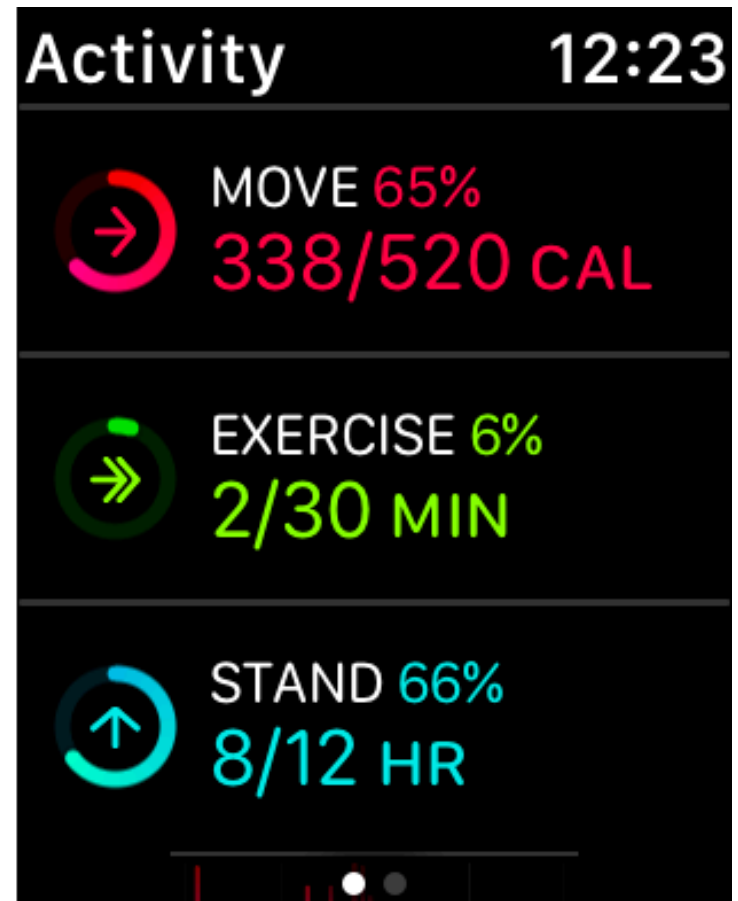 Activity 12:23
MOVE 65%
338/520 CAL
EXERCISE 6%
2/30 MIN
STAND 66%
8/12 HR